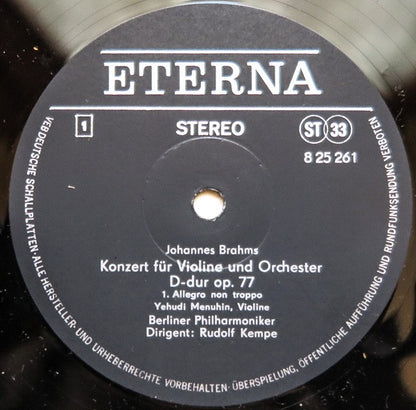 ETERNA
1 STEREO ST 33
8 25 261
Johannes Brahms
Konzert für Violine und Orchester
D-dur op. 77
1. Allegro non troppo
Yehudi Menuhin, Violine
Berliner Philharmoniker
Dirigent: Rudolf Kempe
VEB DEUTSCHE SCHALLPLATTEN·ALLE HERSTELLER- UND URHEBERRECHTE VORBEHALTEN·ÜBERSPIELUNG, ÖFFENTLICHE AUFFÜHRUNG UND RUNDFUNKSENDUNG VERBOTEN